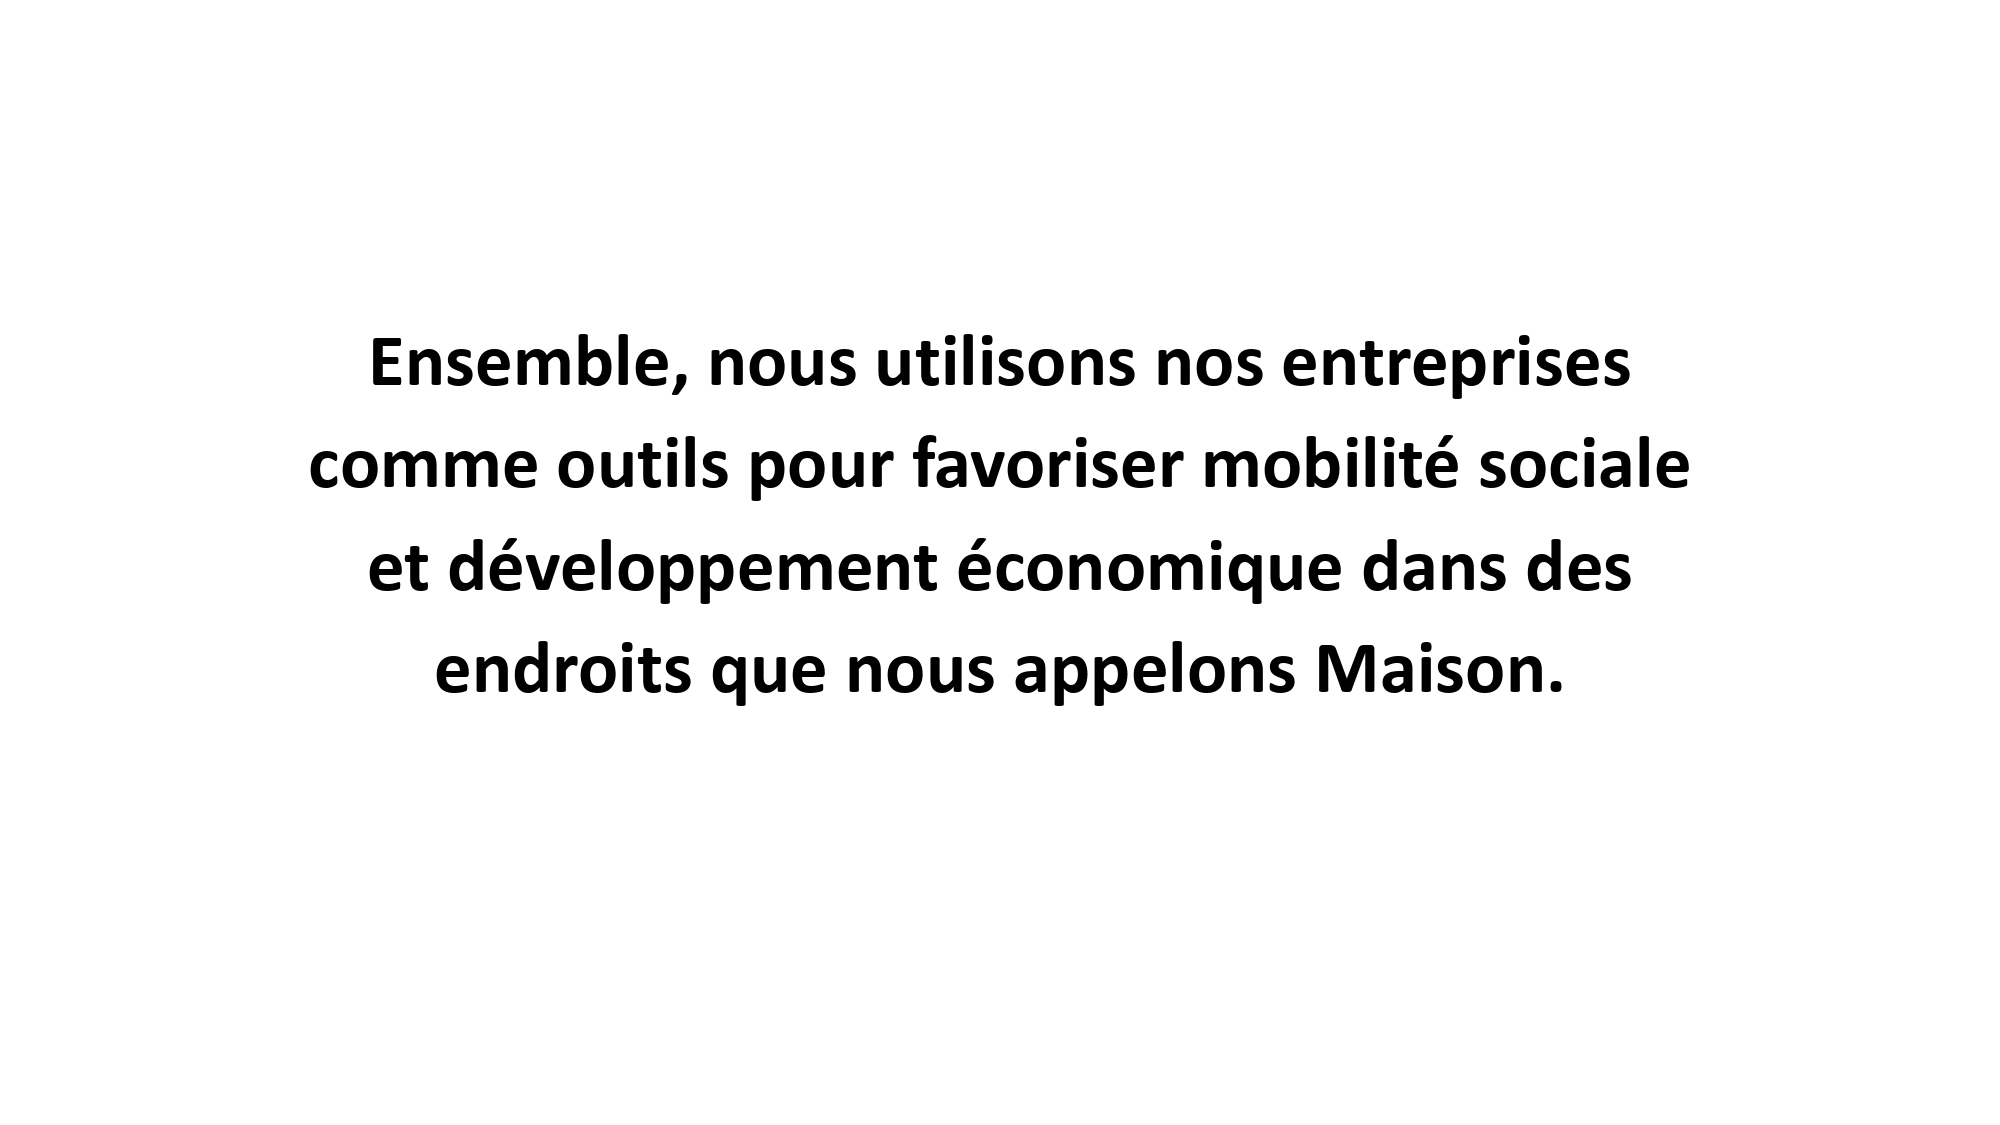 Ensemble, nous utilisons nos entreprises
comme outils pour favoriser mobilité sociale
et développement économique dans des
endroits que nous appelons Maison.